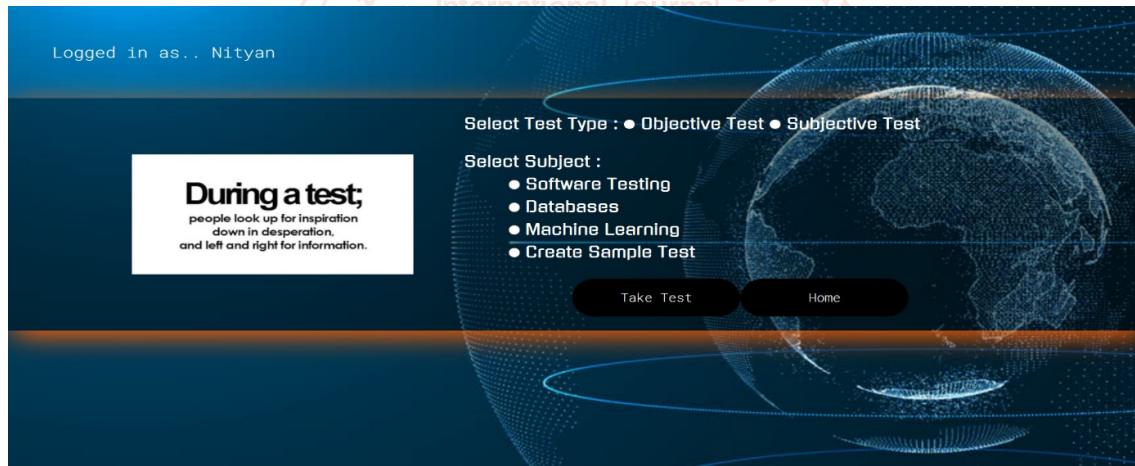 International Journal
Logged in as.. Nityan
Select Test Type : Objective Test Subjective Test
Select Subject :
Software Testing
Databases
Machine Learning
Create Sample Test
During a test;
people look up for inspiration
down in desperation,
and left and right for information.
Take Test Home